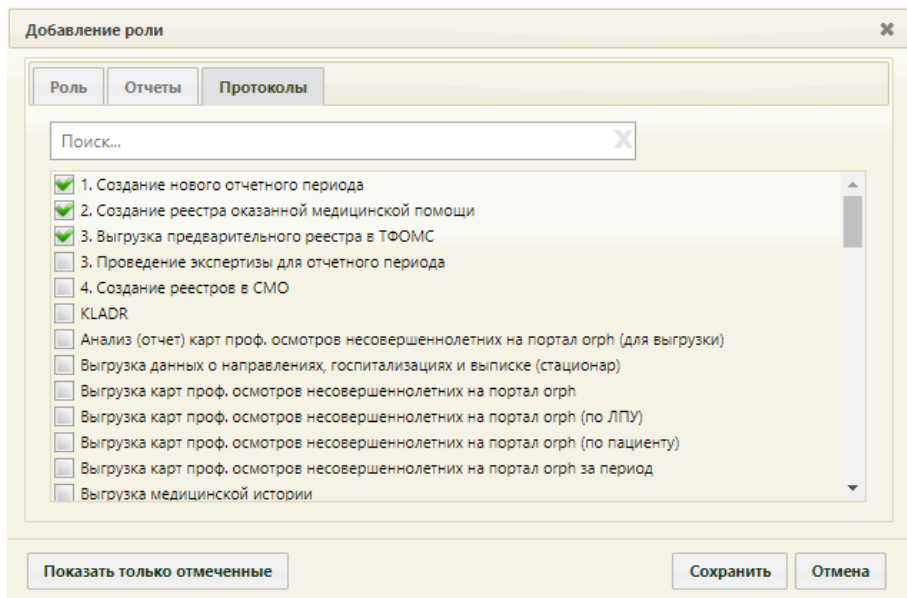 Добавление роли
Роль Отчеты Протоколы
Поиск...
1. Создание нового отчетного периода
2. Создание реестра оказанной медицинской помощи
3. Выгрузка предварительного реестра в ТФОМС
3. Проведение экспертизы для отчетного периода
4. Создание реестров в СМО
KLADR
Анализ (отчет) карт проф. осмотров несовершеннолетних на портал orph (для выгрузки)
Выгрузка данных о направлениях, госпитализациях и выписке (стационар)
Выгрузка карт проф. осмотров несовершеннолетних на портал orph
Выгрузка карт проф. осмотров несовершеннолетних на портал orph (по ЛПУ)
Выгрузка карт проф. осмотров несовершеннолетних на портал orph (по пациенту)
Выгрузка карт проф. осмотров несовершеннолетних на портал orph за период
Выгрузка медицинской истории
Показать только отмеченные Сохранить Отмена